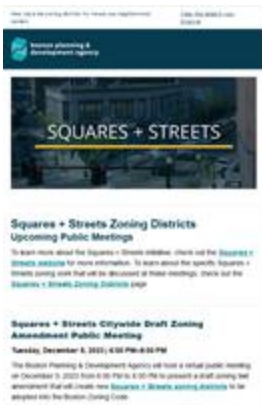 boston planning &
development agency
SQUARES + STREETS
Squares + Streets Zoning Districts
Upcoming Public Meetings
To learn more about the Squares + Streets initiative, check out the Squares +
Streets website for more information. To learn about the specific Squares +
Streets zoning work that will be discussed at these meetings, check out the
Squares + Streets Zoning Districts page
Squares + Streets Citywide Draft Zoning
Amendment Public Meeting
Tuesday, December 5, 2023; 6:00 PM-8:00 PM
The Boston Planning & Development Agency will host a virtual public meeting
on December 5, 2023 from 6:00 PM to 8:00 PM to present a draft zoning text
amendment that will create new Squares + Streets zoning districts to be
adopted into the Boston Zoning Code